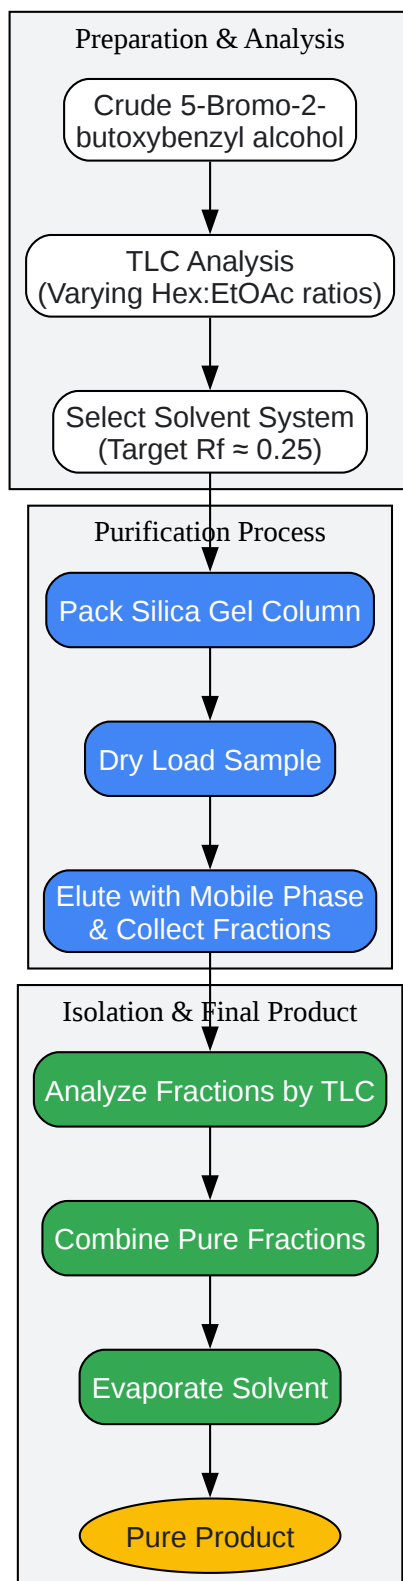 Preparation & Analysis
Crude 5-Bromo-2-
butoxybenzyl alcohol
TLC Analysis
(Varying Hex:EtOAc ratios)
Select Solvent System
(Target Rf ≈ 0.25)
Purification Process
Pack Silica Gel Column
Dry Load Sample
Elute with Mobile Phase
& Collect Fractions
Isolation & Final Product
Analyze Fractions by TLC
Combine Pure Fractions
Evaporate Solvent
Pure Product